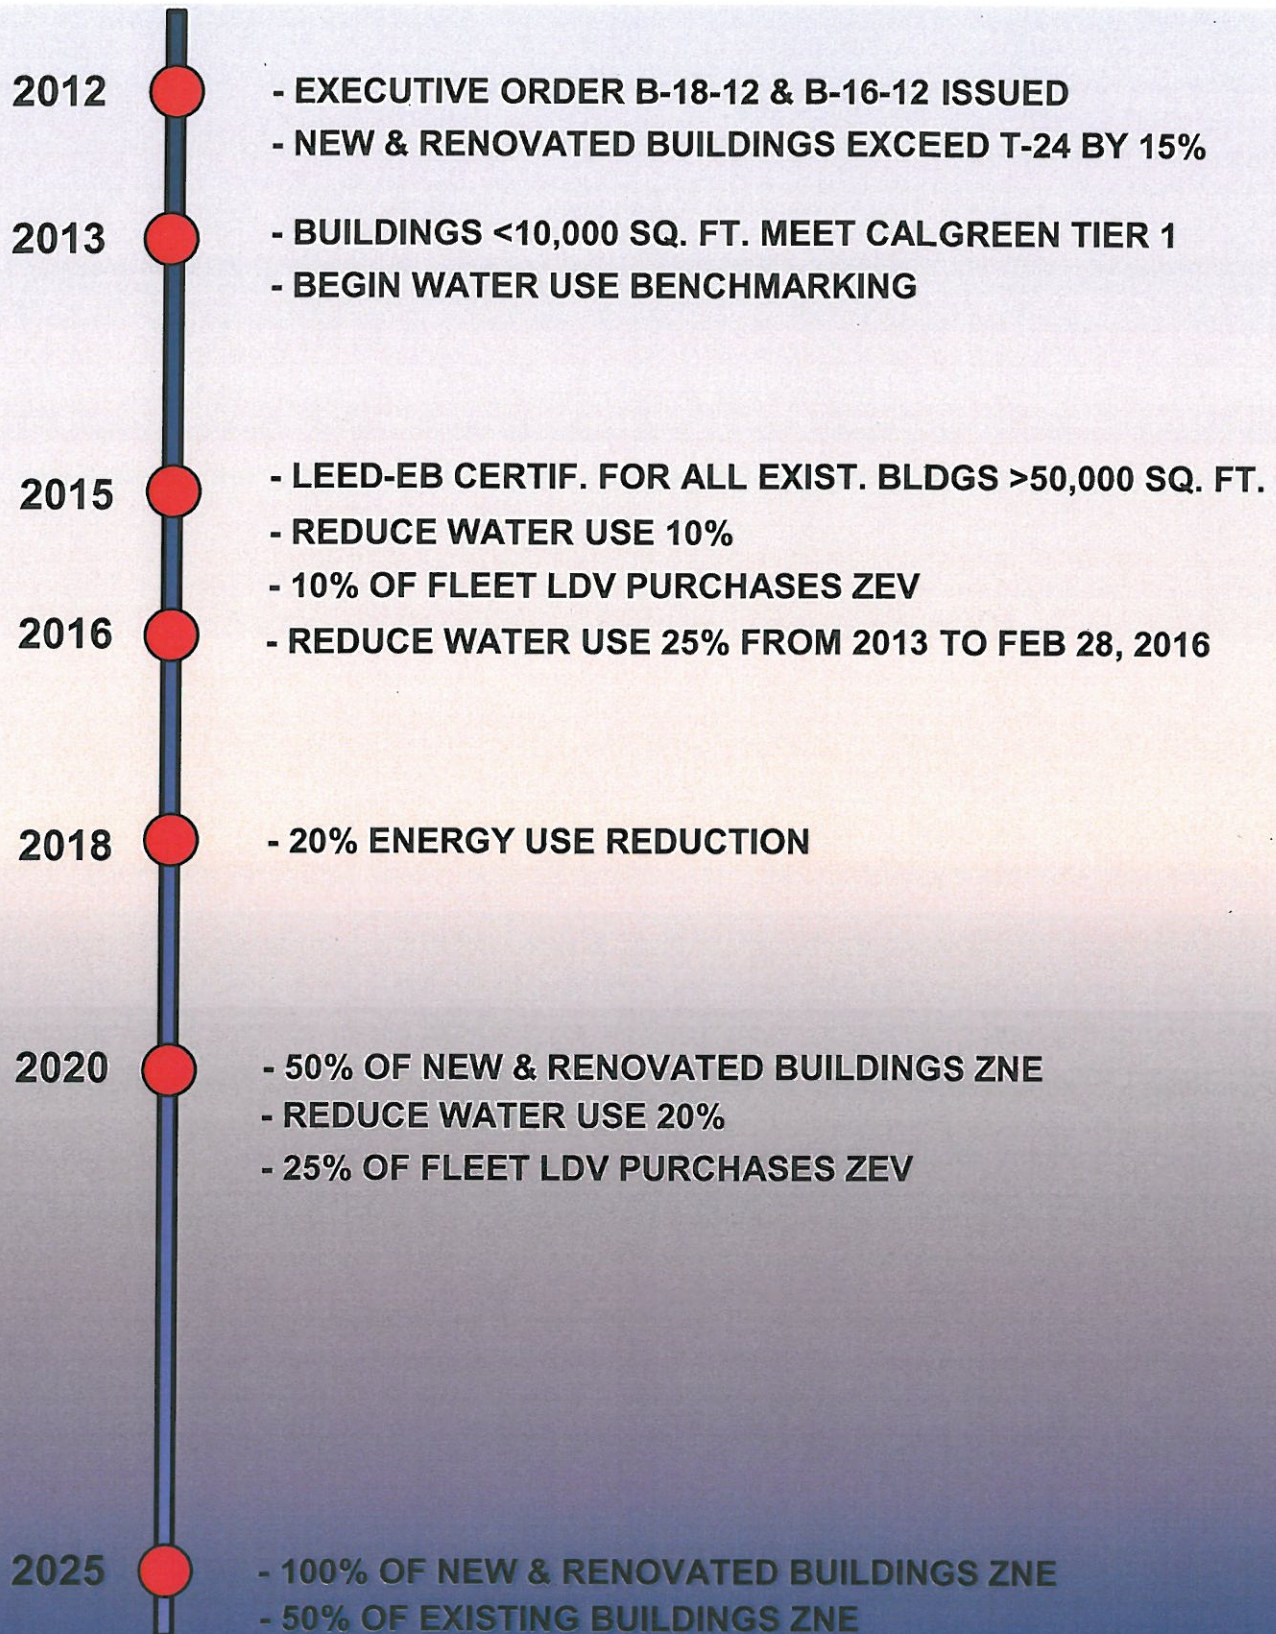 2012
- EXECUTIVE ORDER B-18-12 & B-16-12 ISSUED
- NEW & RENOVATED BUILDINGS EXCEED T-24 BY 15%
2013
- BUILDINGS <10,000 SQ. FT. MEET CALGREEN TIER 1
- BEGIN WATER USE BENCHMARKING
2015
- LEED-EB CERTIF. FOR ALL EXIST. BLDGS >50,000 SQ. FT.
- REDUCE WATER USE 10%
- 10% OF FLEET LDV PURCHASES ZEV
2016
- REDUCE WATER USE 25% FROM 2013 TO FEB 28, 2016
2018
- 20% ENERGY USE REDUCTION
2020
- 50% OF NEW & RENOVATED BUILDINGS ZNE
- REDUCE WATER USE 20%
- 25% OF FLEET LDV PURCHASES ZEV
2025
- 100% OF NEW & RENOVATED BUILDINGS ZNE
- 50% OF EXISTING BUILDINGS ZNE